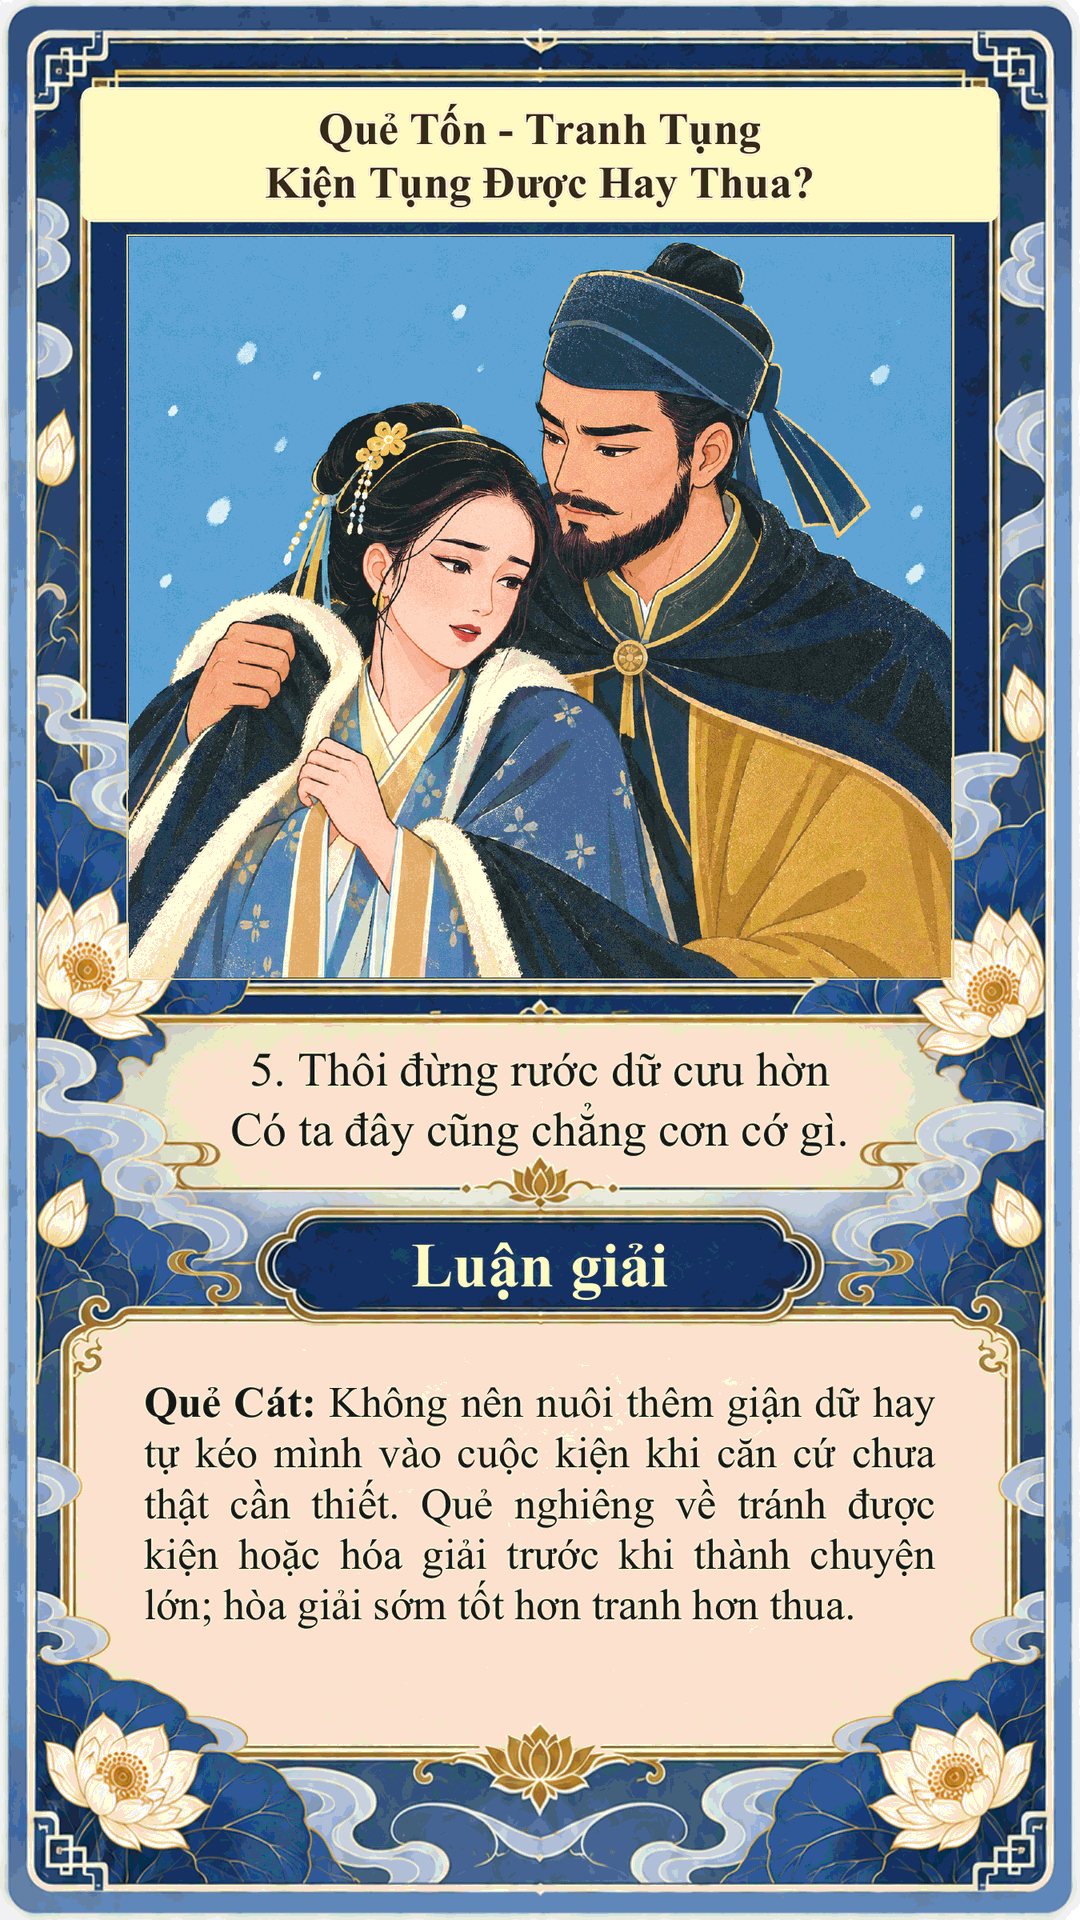 Quẻ Tốn - Tranh Tụng
Kiện Tụng Được Hay Thua?
5. Thôi đừng rước dữ cưu hờn
Có ta đây cũng chẳng cơn cớ gì.
Luận giải
Quẻ Cát: Không nên nuôi thêm giận dữ hay
tự kéo mình vào cuộc kiện khi căn cứ chưa
thật cần thiết. Quẻ nghiêng về tránh được
kiện hoặc hóa giải trước khi thành chuyện
lớn; hòa giải sớm tốt hơn tranh hơn thua.